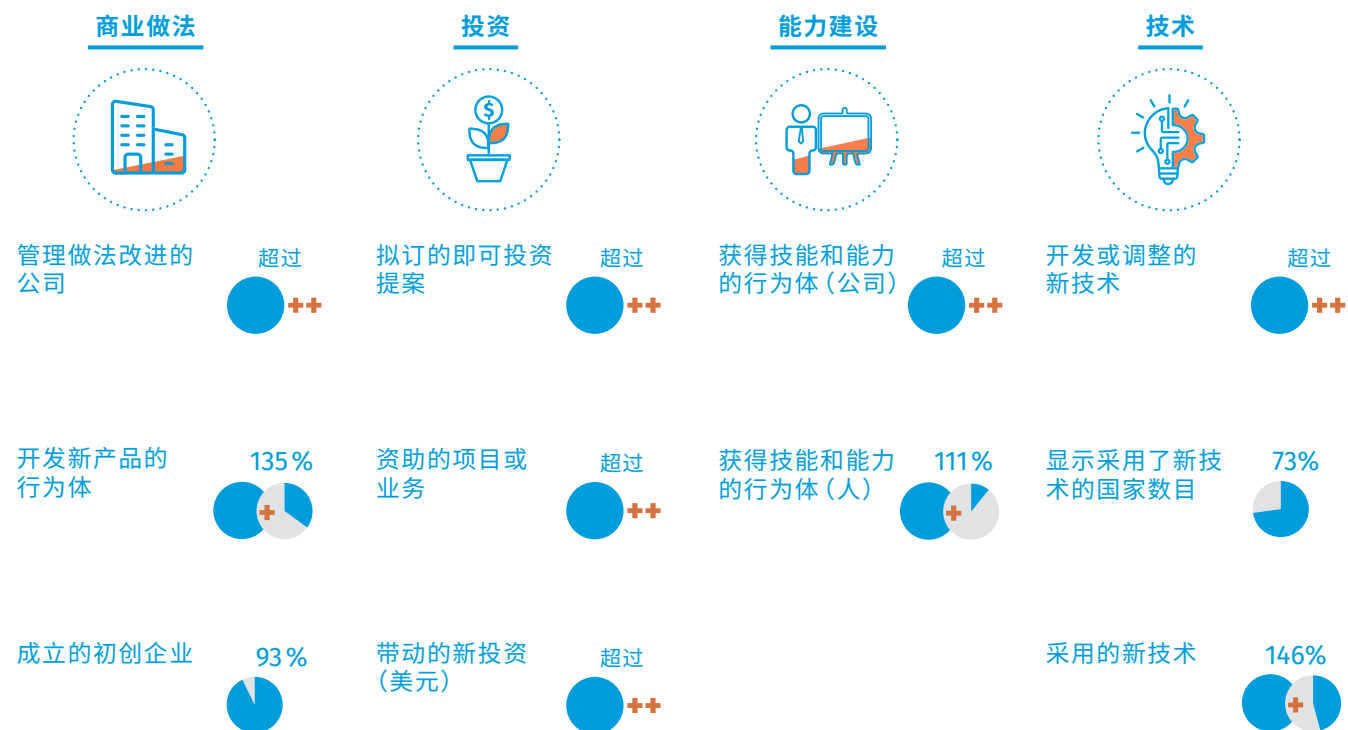 商业做法
投资
能力建设
技术
$
管理做法改进的
公司
超过
++
拟订的即可投资
提案
超过
++
获得技能和能力
的行为体（公司）
超过
++
开发或调整的
新技术
超过
++
开发新产品的
行为体
135%
+
资助的项目或
业务
超过
++
获得技能和能力
的行为体（人）
111%
+
显示采用了新技
术的国家数目
73%
成立的初创企业
93%
带动的新投资
（美元）
超过
++
采用的新技术
146%
+